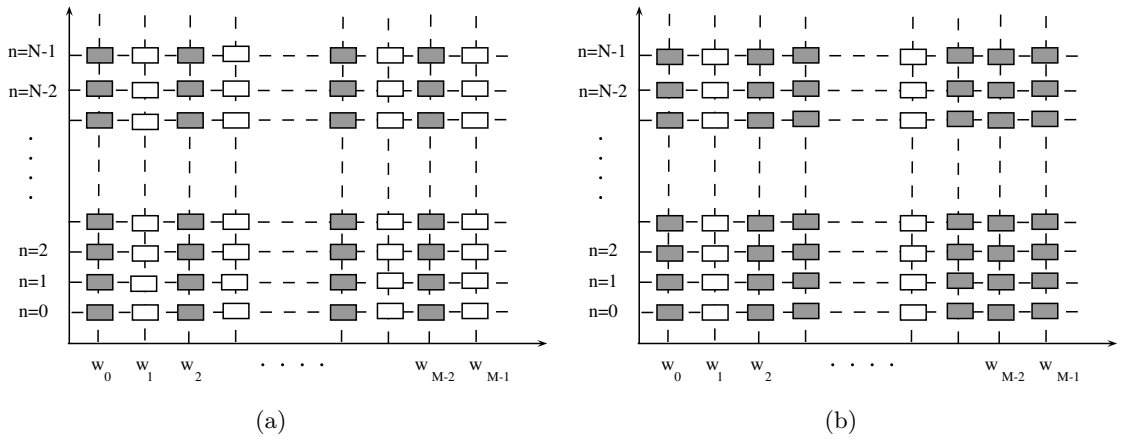 n=N-1
n=N-2
. . . .
n=2
n=1
n=0
w0 w1 w2 . . . . wM-2 wM-1
(a)
n=N-1
n=N-2
. . . .
n=2
n=1
n=0
w0 w1 w2 . . . . wM-2 wM-1
(b)